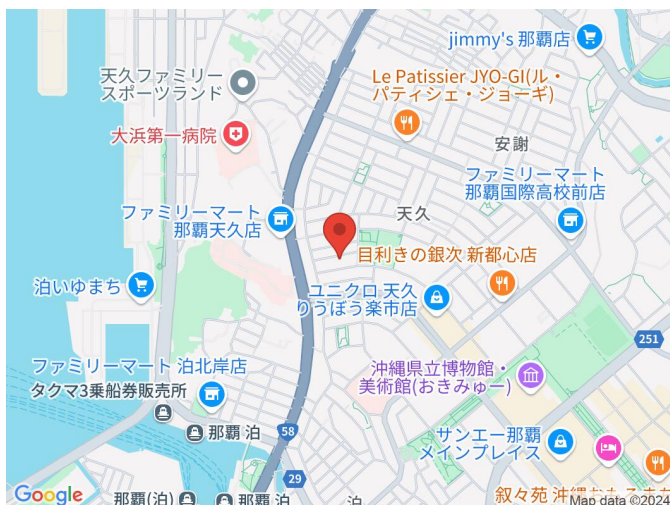 jimmy's 那覇店
天久ファミリー
スポーツランド
Le Patissier JYO-GI(ル・
パティシェ・ジョーギ)
大浜第一病院
安謝
ファミリーマート
那覇国際高校前店
ファミリーマート
那覇天久店
天久
目利きの銀次 新都心店
泊いゆまち
ユニクロ 天久
りうぼう楽市店
251
ファミリーマート 泊北岸店
タクマ3乗船券販売所
沖縄県立博物館・
美術館(おきみゅー)
那覇 泊
58
サンエー那覇
メインプレイス
29
Google
那覇(泊)
那覇 泊
泊
Map data ©2024